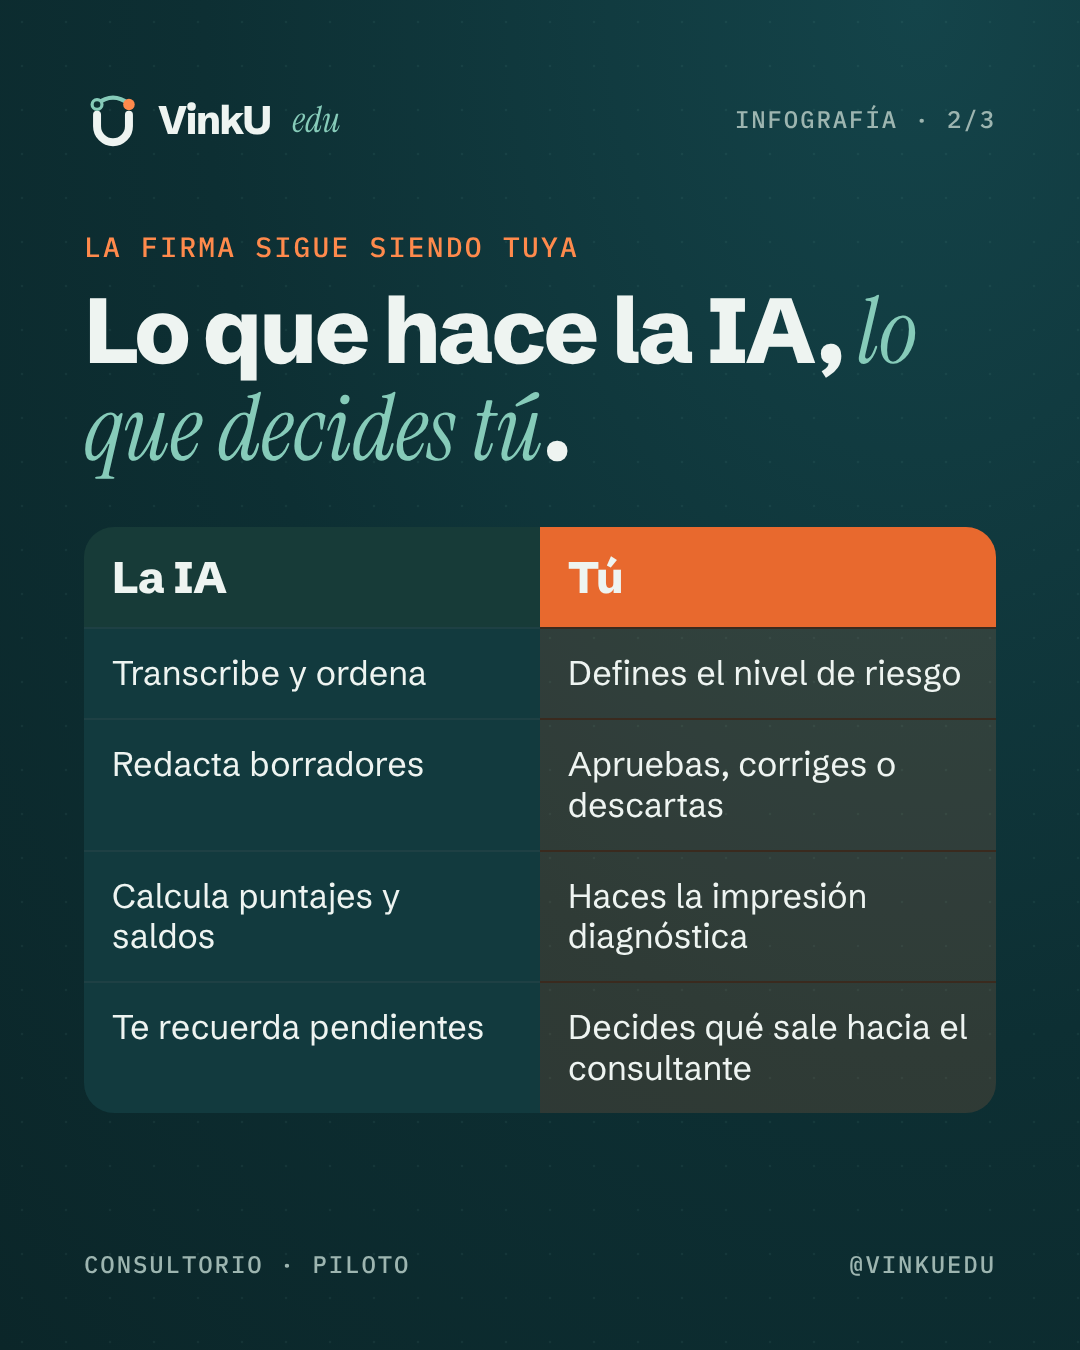 VinkU edu
INFOGRAFÍA · 2/3
LA FIRMA SIGUE SIENDO TUYA
Lo que hace la IA, lo
que decides tú.
La IA
Tú
Transcribe y ordena
Defines el nivel de riesgo
Redacta borradores
Apruebas, corriges o
descartas
Calcula puntajes y
saldos
Haces la impresión
diagnóstica
Te recuerda pendientes
Decides qué sale hacia el
consultante
CONSULTORIO · PILOTO
@VINKUEDU